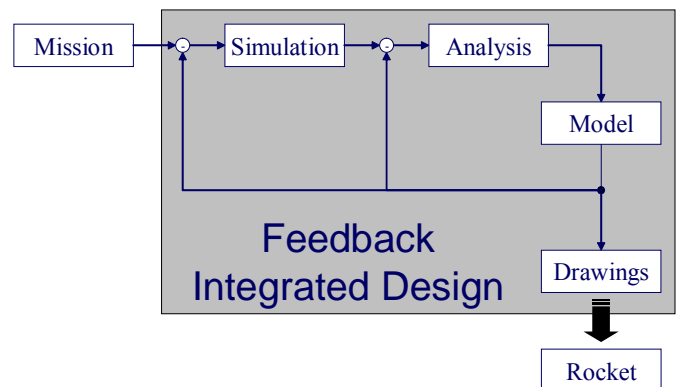 Mission
-
Simulation
-
Analysis
Model
Feedback
Integrated Design
Drawings
Rocket